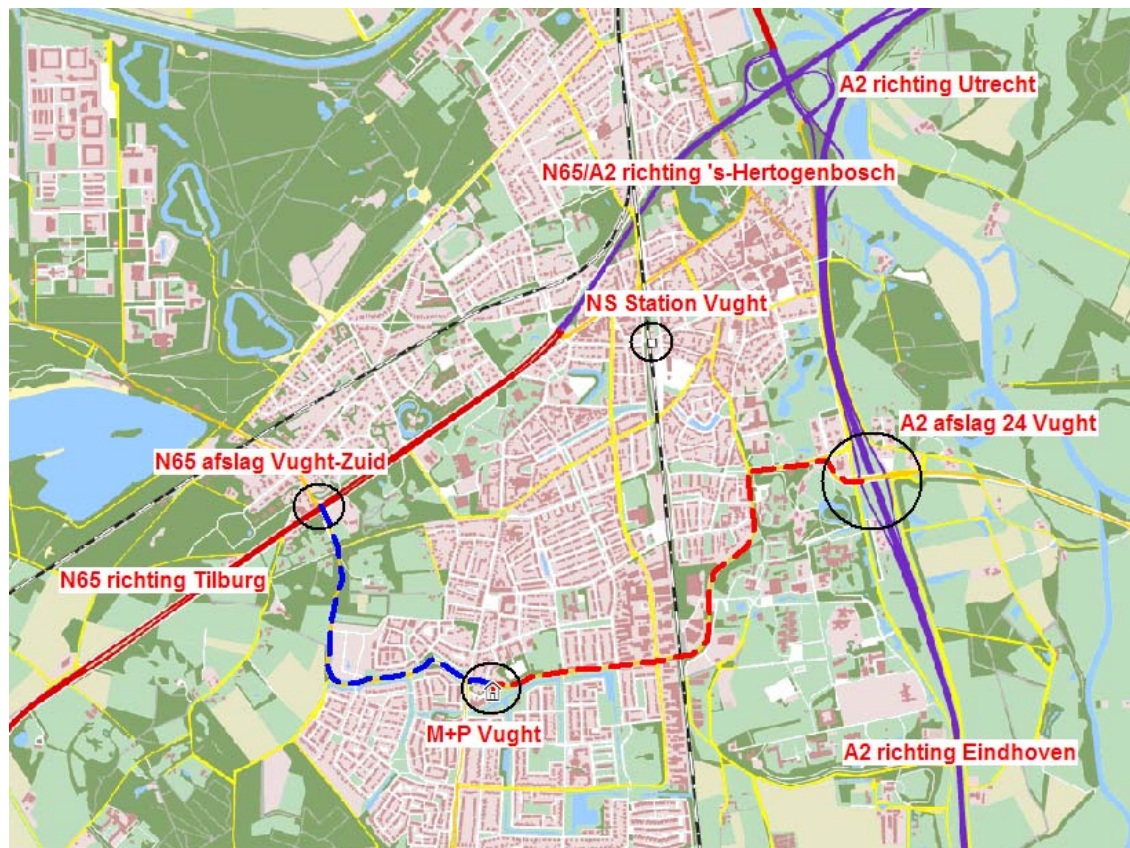 A2 richting Utrecht
N65/A2 richting 's-Hertogenbosch
NS Station Vught
A2 afslag 24 Vught
N65 afslag Vught-Zuid
N65 richting Tilburg
M+P Vught
A2 richting Eindhoven